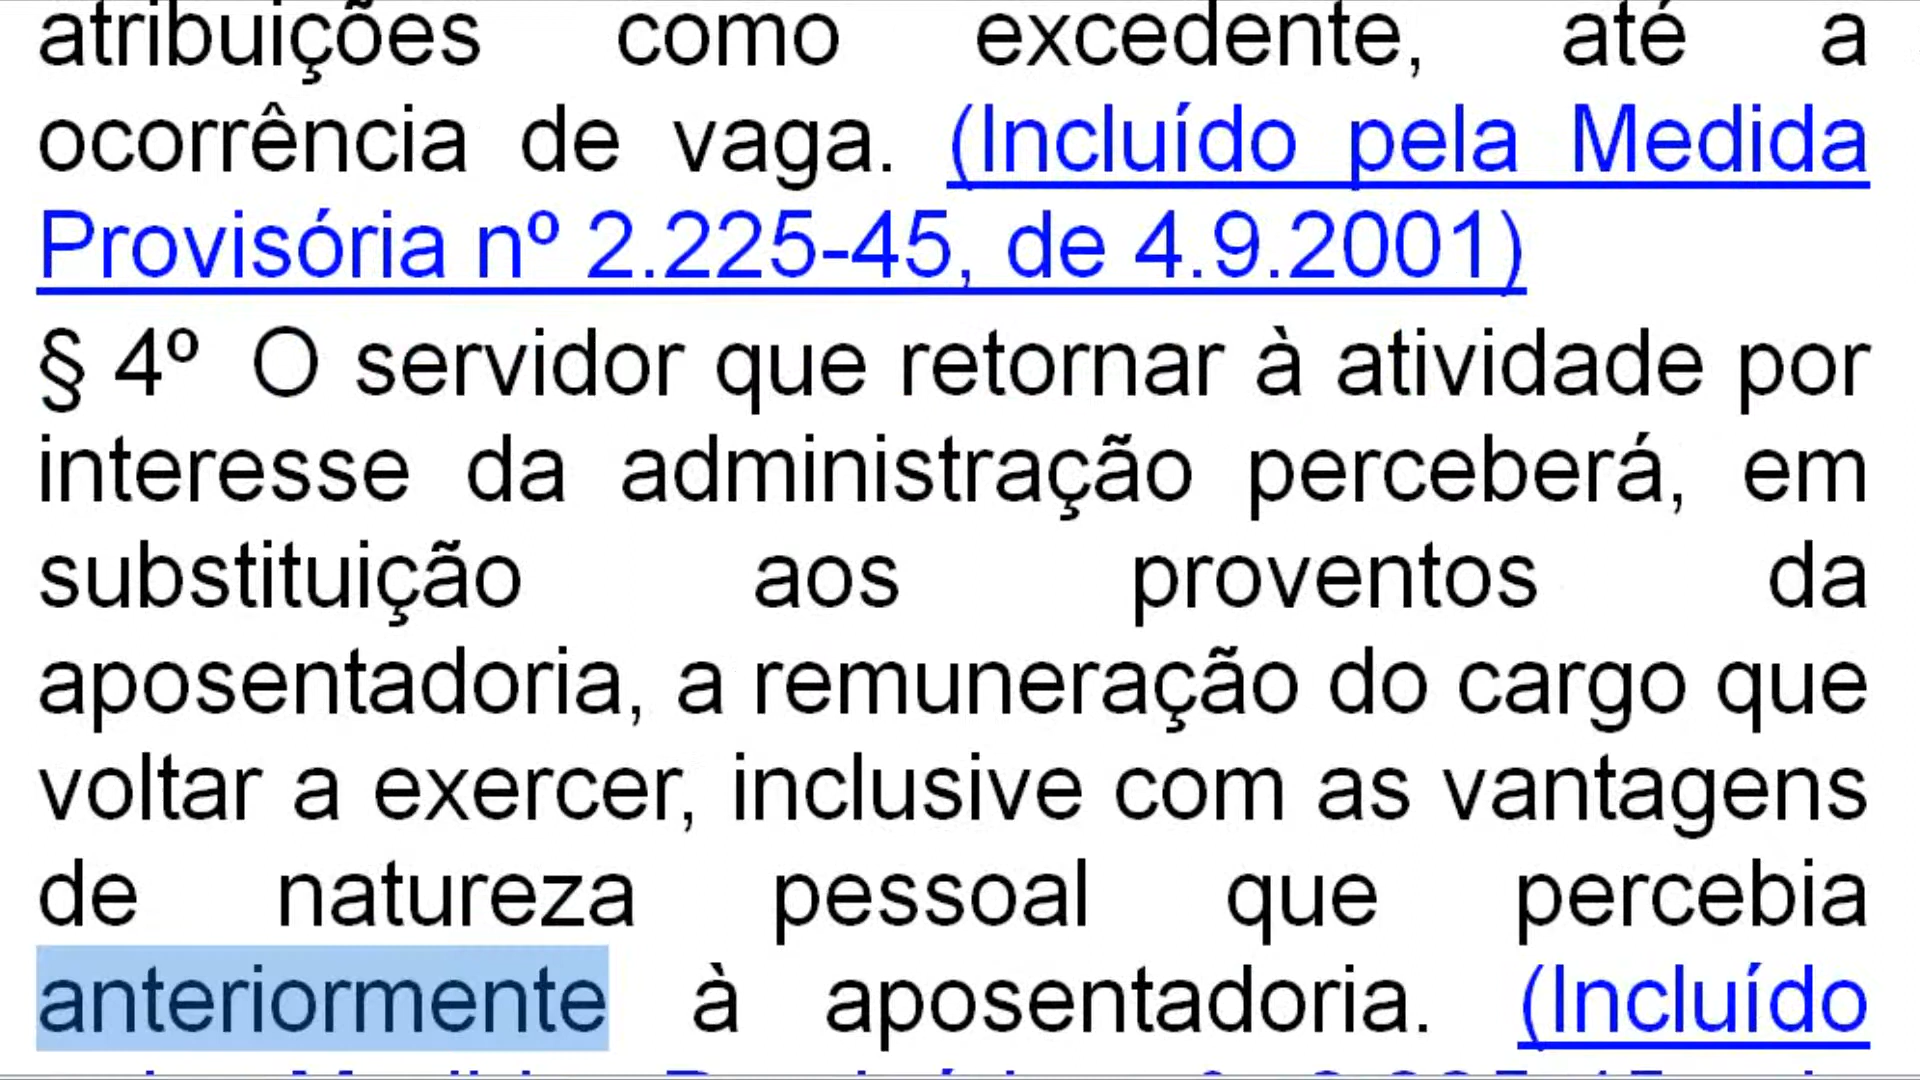 atribuições como excedente, até a
ocorrência de vaga. (Incluído pela Medida
Provisória nº 2.225-45, de 4.9.2001)
§ 4º O servidor que retornar à atividade por
interesse da administração perceberá, em
substituição aos proventos da
aposentadoria, a remuneração do cargo que
voltar a exercer, inclusive com as vantagens
de natureza pessoal que percebia
anteriormente à aposentadoria. (Incluído